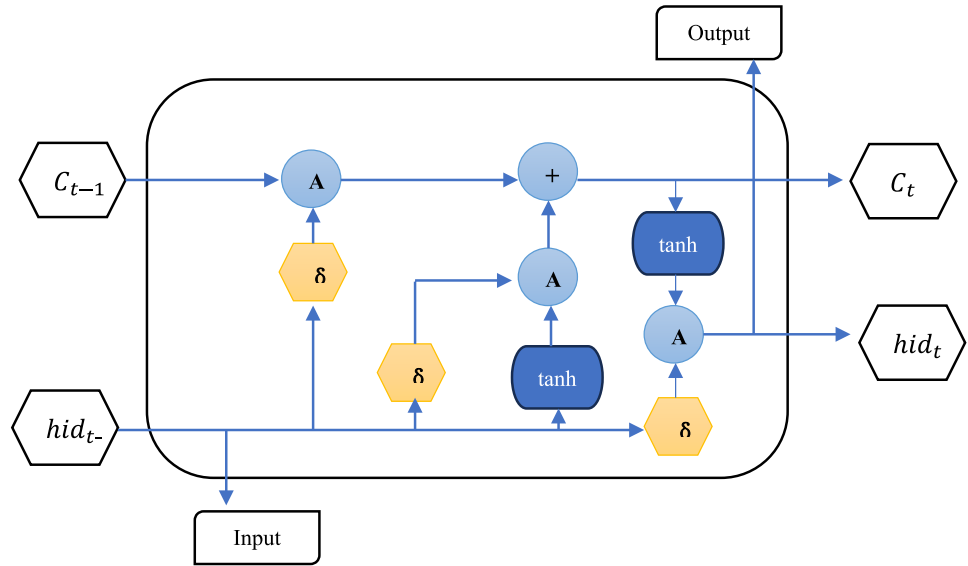 Output
C_{t−1}
A
+
C_t
δ
tanh
A
A
hid_t
δ
tanh
hid_{t-}
δ
Input